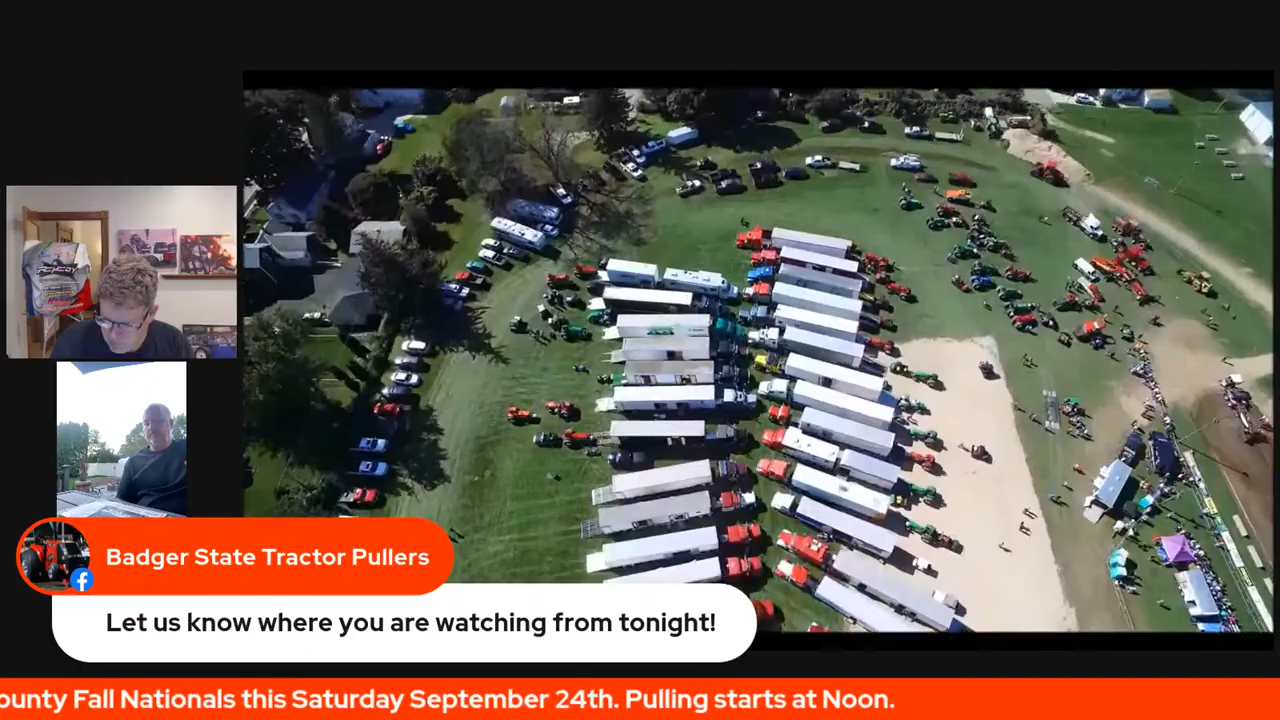 Badger State Tractor Pullers
Let us know where you are watching from tonight!
ounty Fall Nationals this Saturday September 24th. Pulling starts at Noon.